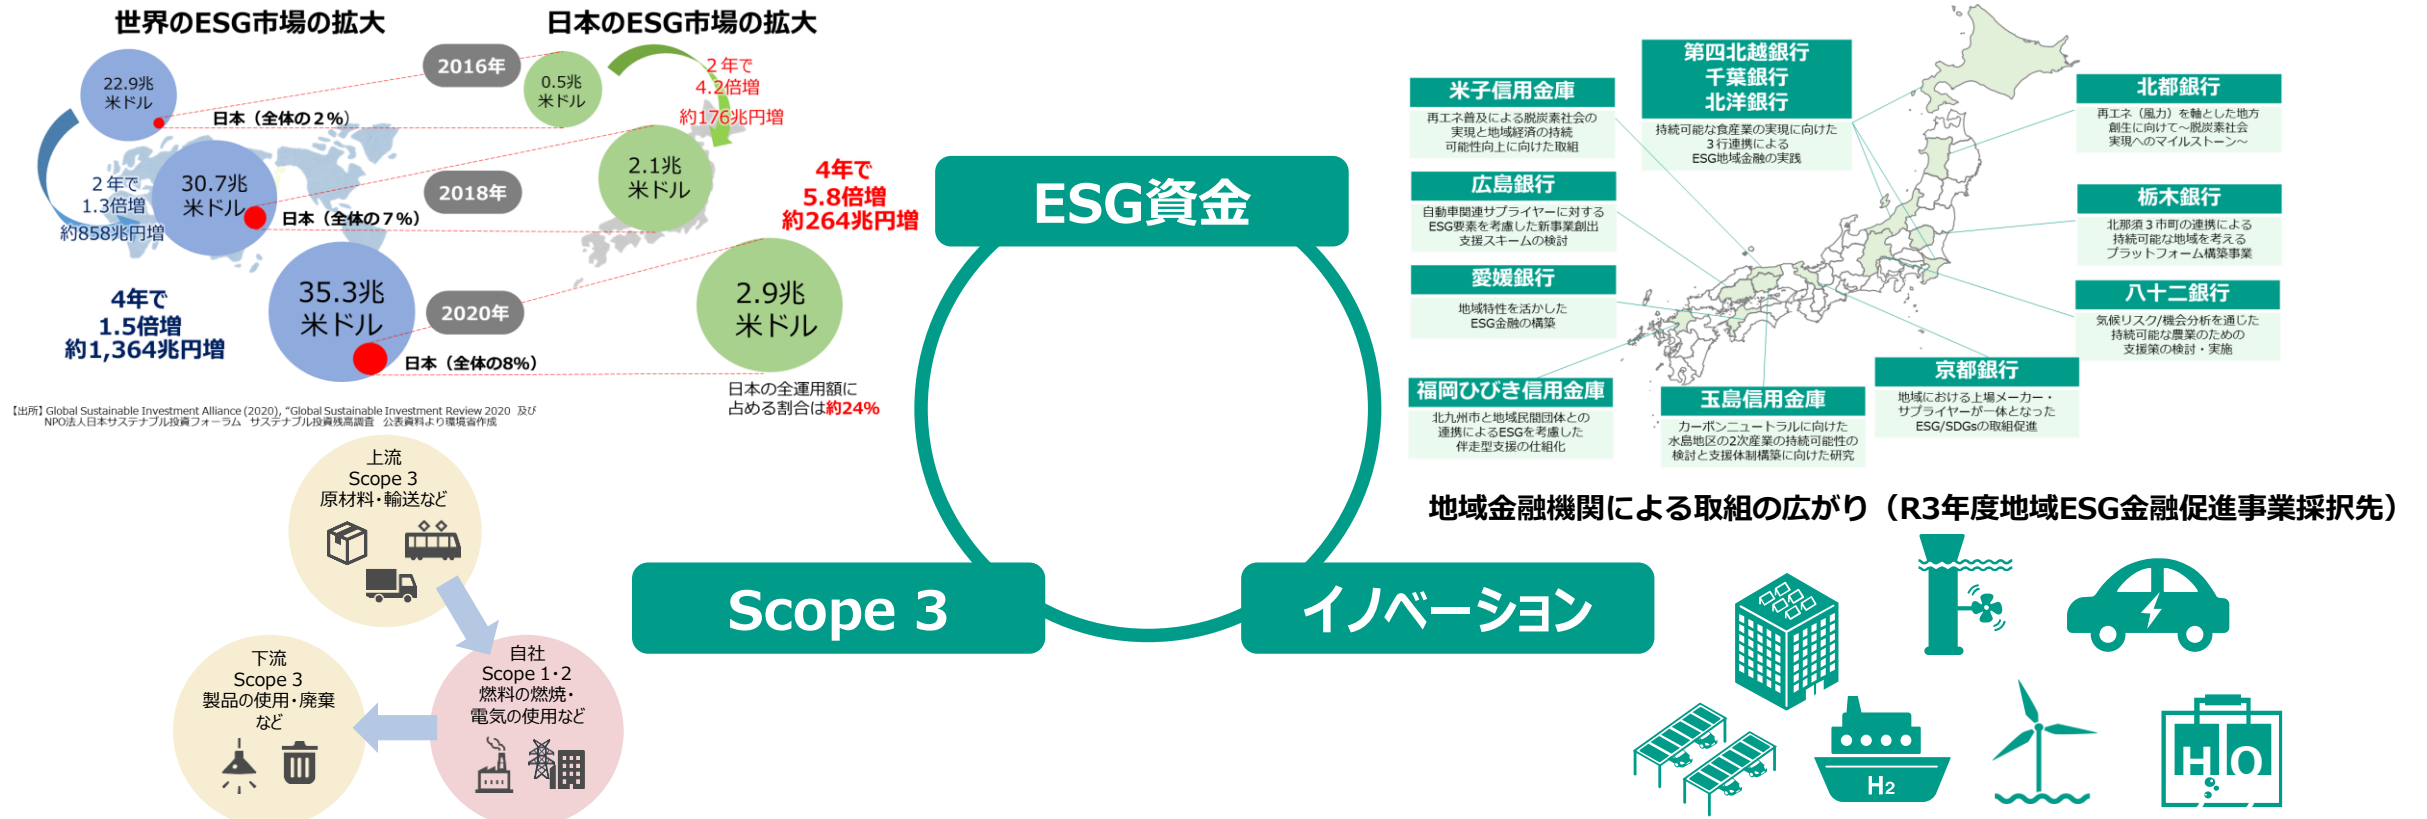 世界のESG市場の拡大
日本のESG市場の拡大
2016年
22.9兆
米ドル
日本（全体の２%）
0.5兆
米ドル
２年で
4.2倍増
約176兆円増
２年で
1.3倍増
約858兆円増
30.7兆
米ドル
2018年
日本（全体の７%）
2.1兆
米ドル
4年で
5.8倍増
約264兆円増
4年で
1.5倍増
約1,364兆円増
35.3兆
米ドル
2020年
日本（全体の8%）
2.9兆
米ドル
日本の全運用額に
占める割合は約24%
【出所】Global Sustainable Investment Alliance (2020), “Global Sustainable Investment Review 2020 及び
NPO法人日本サステナブル投資フォーラム サステナブル投資残高調査 公表資料より環境省作成
ESG資金
Scope 3
イノベーション
上流
Scope 3
原材料・輸送など
自社
Scope 1・2
燃料の燃焼・
電気の使用など
下流
Scope 3
製品の使用・廃棄
など
米子信用金庫
再エネ普及による脱炭素社会の
実現と地域経済の持続
可能性向上に向けた取組
第四北越銀行
千葉銀行
北洋銀行
持続可能な食産業の実現に向けた
３行連携による
ESG地域金融の実践
北都銀行
再エネ（風力）を軸とした地方
創生に向けて～脱炭素社会
実現へのマイルストーン～
広島銀行
自動車関連サプライヤーに対する
ESG要素を考慮した新事業創出
支援スキームの検討
栃木銀行
北那須３市町の連携による
持続可能な地域を考える
プラットフォーム構築事業
愛媛銀行
地域特性を活かした
ESG金融の構築
八十二銀行
気候リスク/機会分析を通じた
持続可能な農業のための
支援策の検討・実施
福岡ひびき信用金庫
北九州市と地域民間団体との
連携によるESGを考慮した
伴走型支援の仕組化
玉島信用金庫
カーボンニュートラルに向けた
水島地区の2次産業の持続可能性の
検討と支援体制構築に向けた研究
京都銀行
地域における上場メーカー・
サプライヤーが一体となった
ESG/SDGsの取組促進
地域金融機関による取組の広がり（R3年度地域ESG金融促進事業採択先）
H2
H O